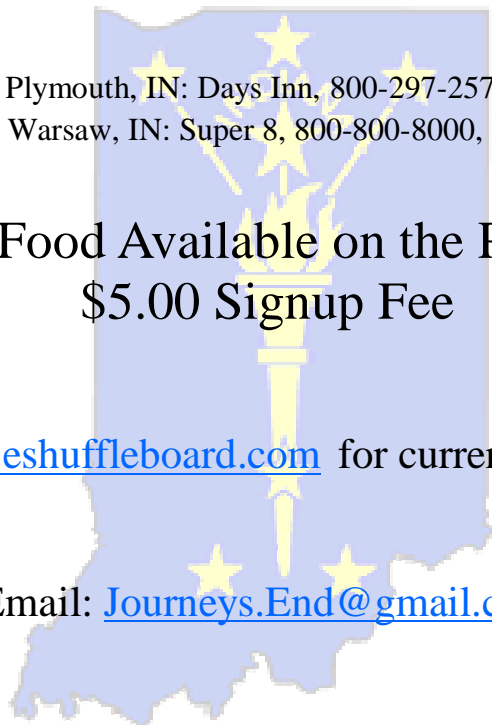 Plymouth, IN: Days Inn, 800-297-257
Warsaw, IN: Super 8, 800-800-8000,
Food Available on the
$5.00 Signup Fee
eshuffleboard.com for curren
Email: Journeys.End@gmail.c